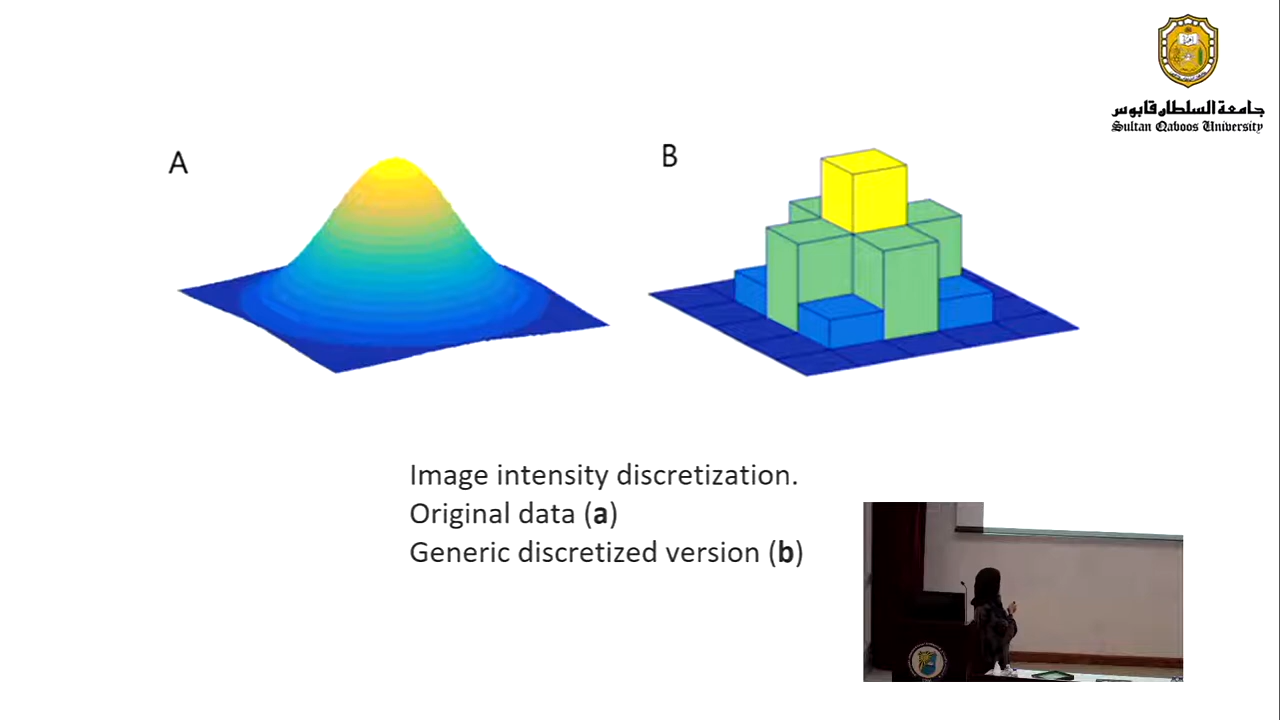 جامعة السلطان قابوس
Sultan Qaboos University
A
B
Image intensity discretization.
Original data (a)
Generic discretized version (b)